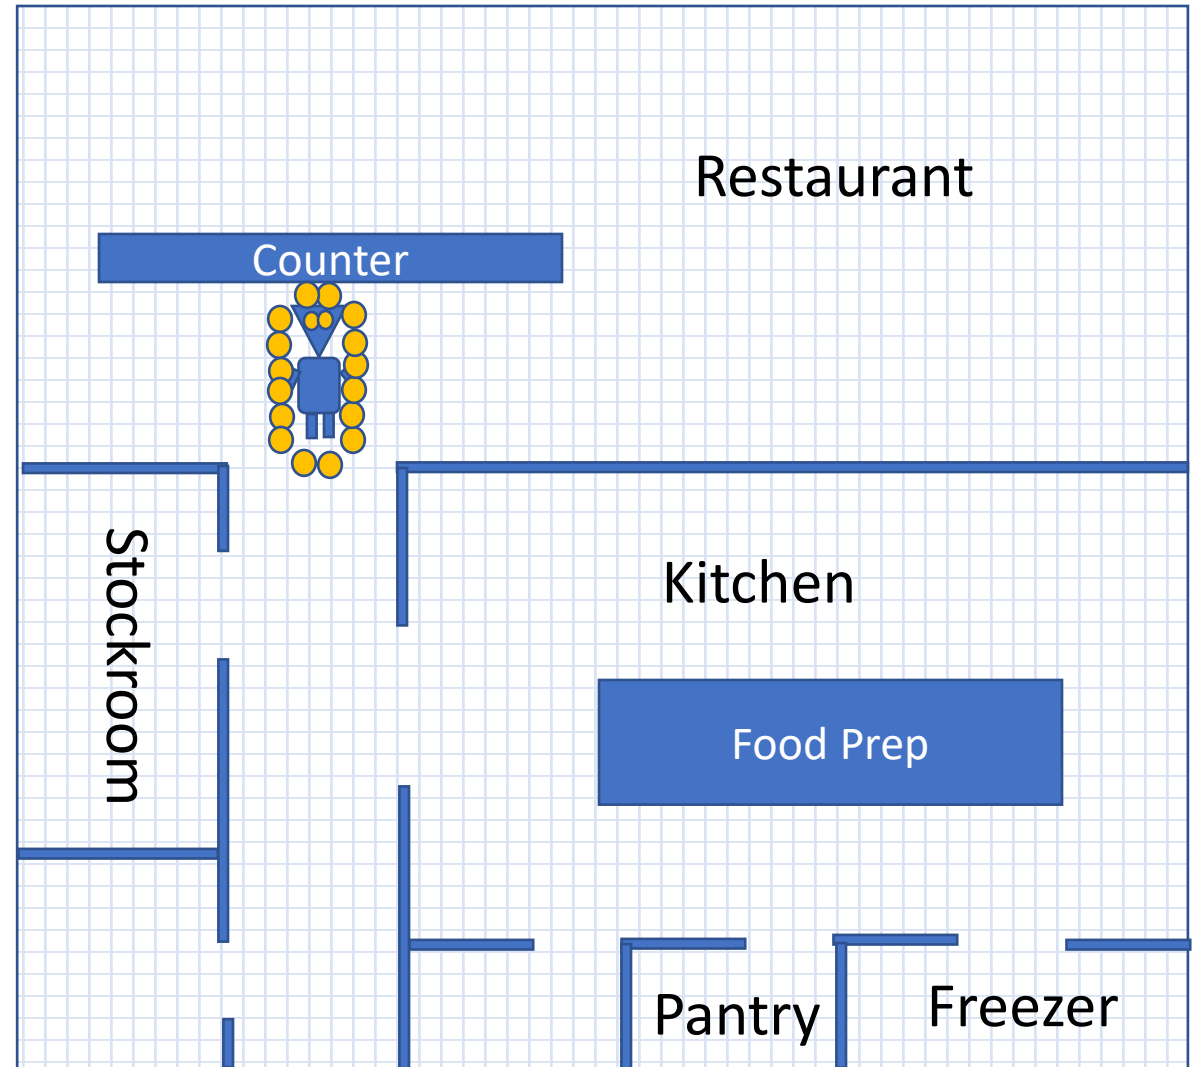 Restaurant
Counter
Stockroom
Kitchen
Food Prep
Pantry
Freezer